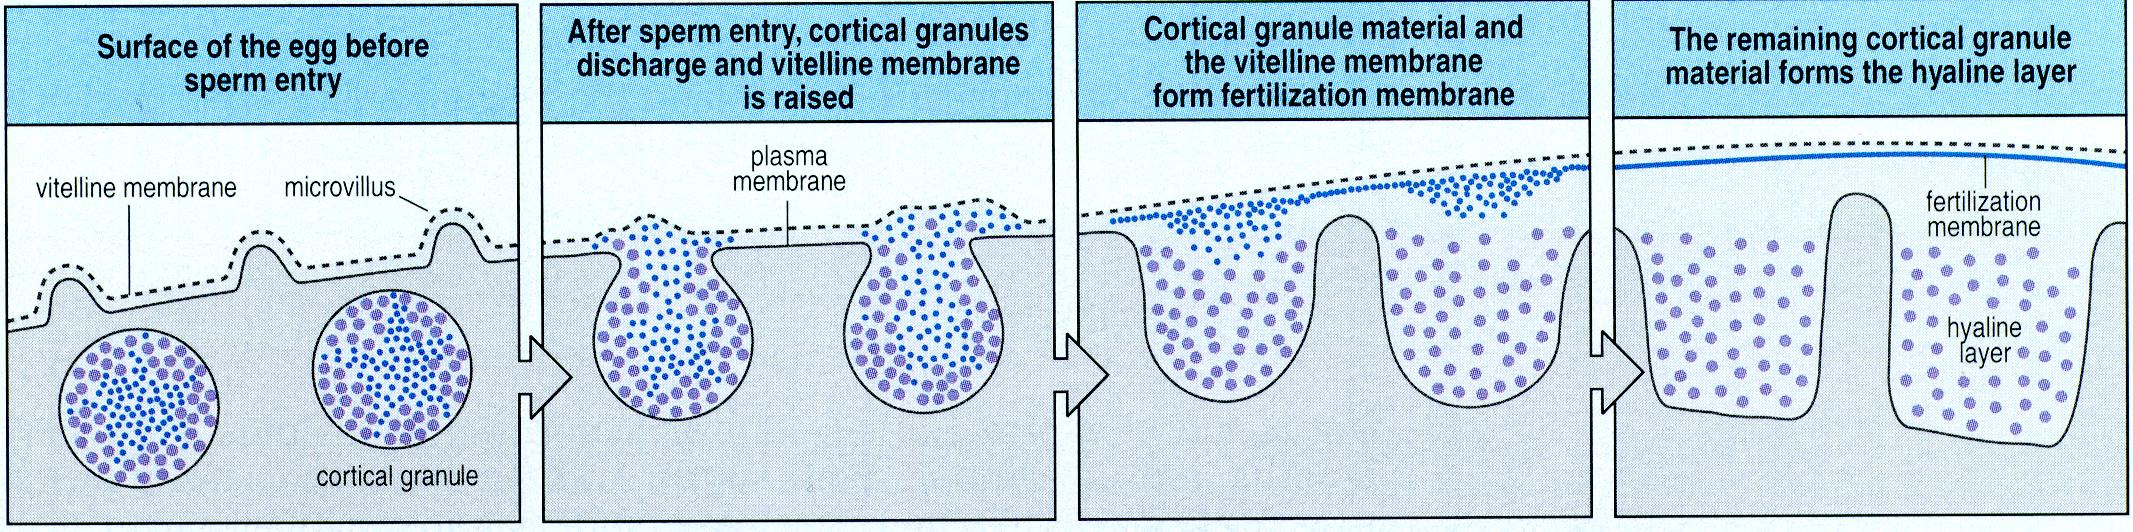 Surface of the egg before
sperm entry
vitelline membrane
microvillus
cortical granule
After sperm entry, cortical granules
discharge and vitelline membrane
is raised
plasma
membrane
Cortical granule material and
the vitelline membrane
form fertilization membrane
The remaining cortical granule
material forms the hyaline layer
fertilization
membrane
hyaline
layer